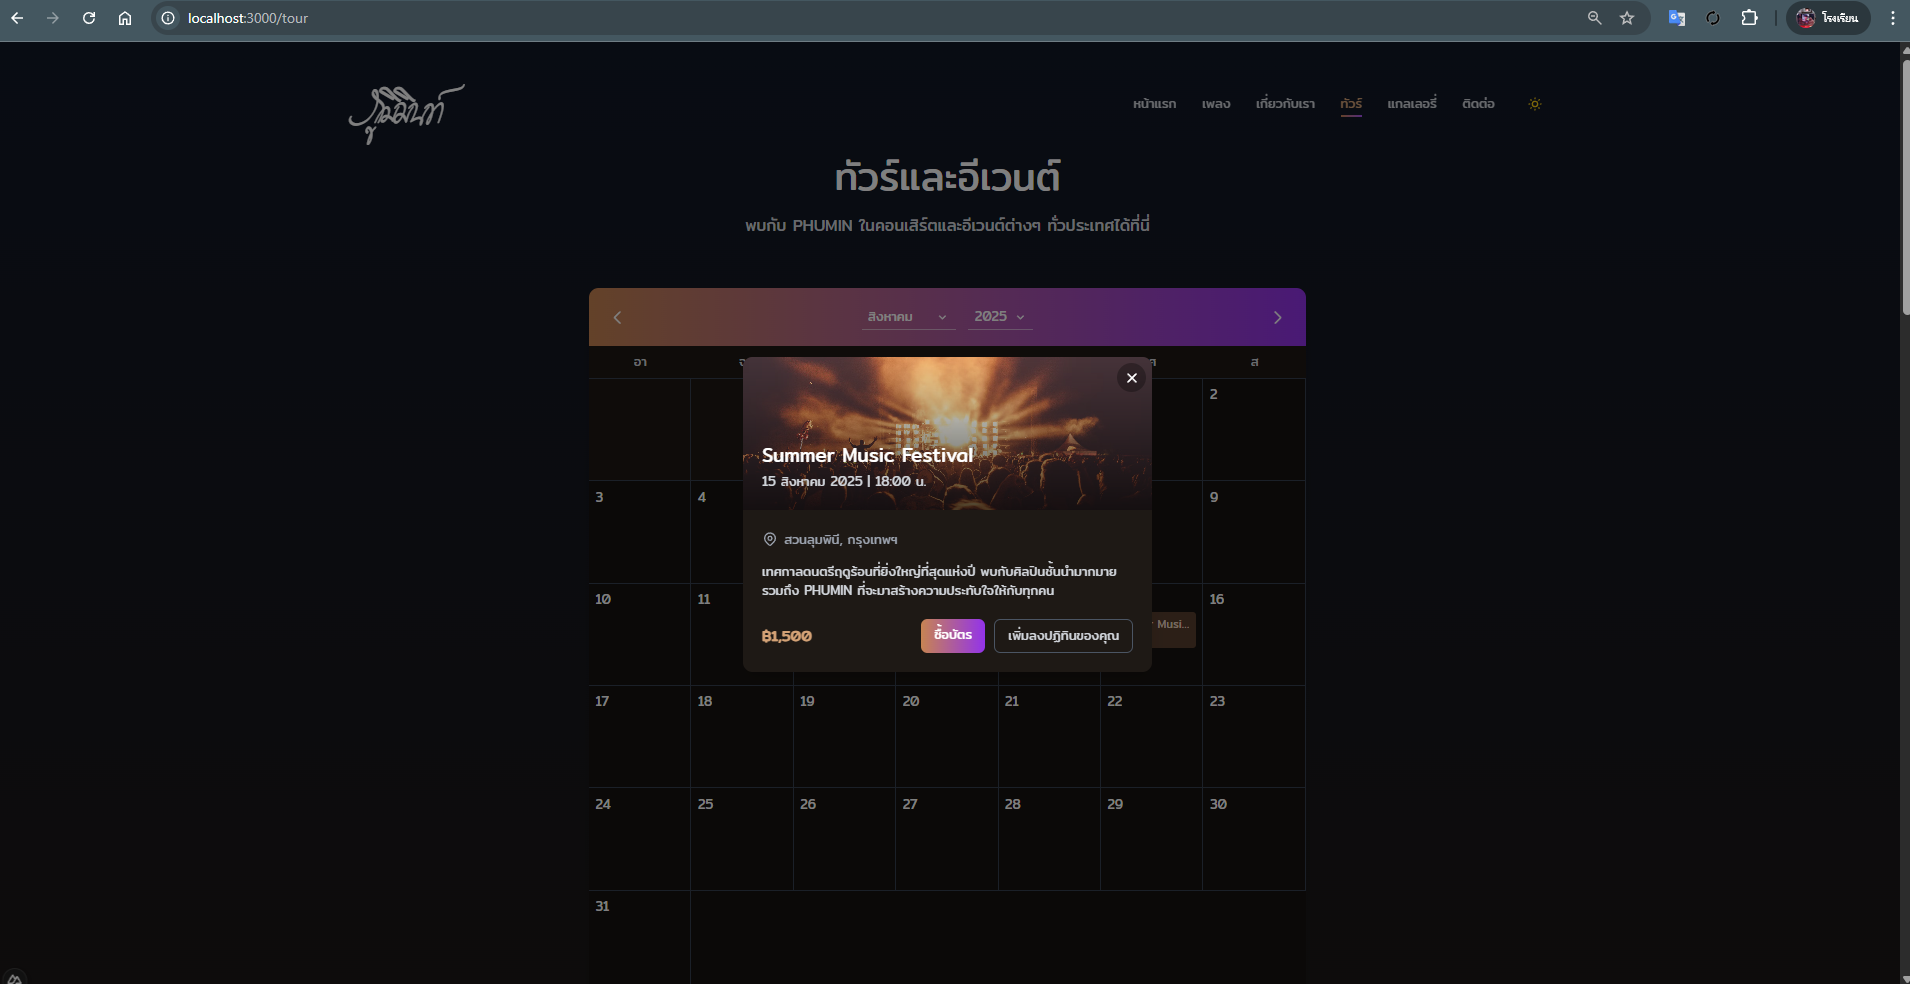 localhost:3000/tour
โรงเรียน
ภูมิมินท์
หน้าแรก เพลง เกี่ยวกับเรา ทัวร์ แกลเลอรี่ ติดต่อ
ทัวร์และอีเวนต์
พบกับ PHUMIN ในคอนเสิร์ตและอีเวนต์ต่างๆ ทั่วประเทศได้ที่นี่
สิงหาคม 2025
อา ส
2
Summer Music Festival
15 สิงหาคม 2025 | 18:00 น.
3 4 9
สวนลุมพินี, กรุงเทพฯ
เทศกาลดนตรีฤดูร้อนที่ยิ่งใหญ่ที่สุดแห่งปี พบกับศิลปินชั้นนำมากมาย
รวมถึง PHUMIN ที่จะมาสร้างความประทับใจให้กับทุกคน
10 11 16
Musi...
฿1,500 ซื้อบัตร เพิ่มลงปฏิทินของคุณ
17 18 19 20 21 22 23
24 25 26 27 28 29 30
31